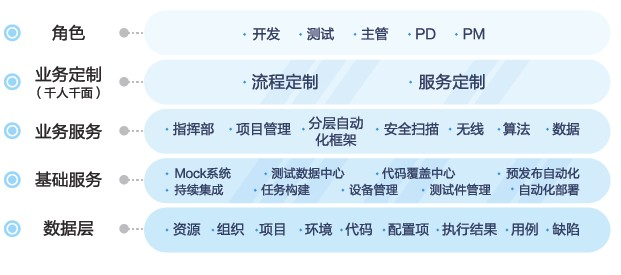 角色 · 开发 · 测试 · 主管 · PD · PM
业务定制 · 流程定制 · 服务定制
（千人千面）
业务服务 · 指挥部 · 项目管理 · 分层自动化框架 · 安全扫描 · 无线 · 算法 · 数据
基础服务 · Mock系统 · 测试数据中心 · 代码覆盖中心 · 预发布自动化
· 持续集成 · 任务构建 · 设备管理 · 测试件管理 · 自动化部署
数据层 · 资源 · 组织 · 项目 · 环境 · 代码 · 配置项 · 执行结果 · 用例 · 缺陷